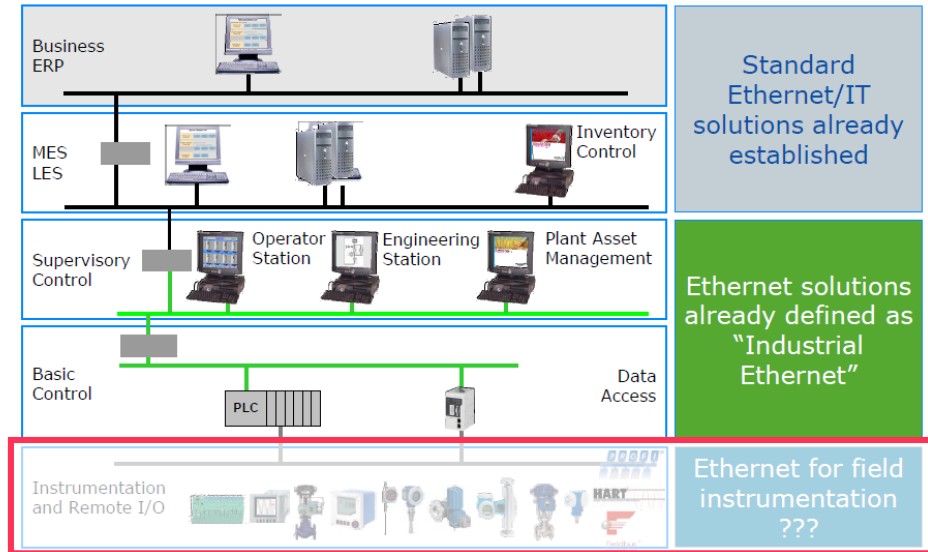 Business
ERP
Standard
Ethernet/IT
solutions already
established
MES
LES
Inventory
Control
Supervisory
Control
Operator
Station
Engineering
Station
Plant Asset
Management
Ethernet solutions
already defined as
“Industrial
Ethernet”
Basic
Control
PLC
Data
Access
Instrumentation
and Remote I/O
HART
Ethernet for field
instrumentation
???